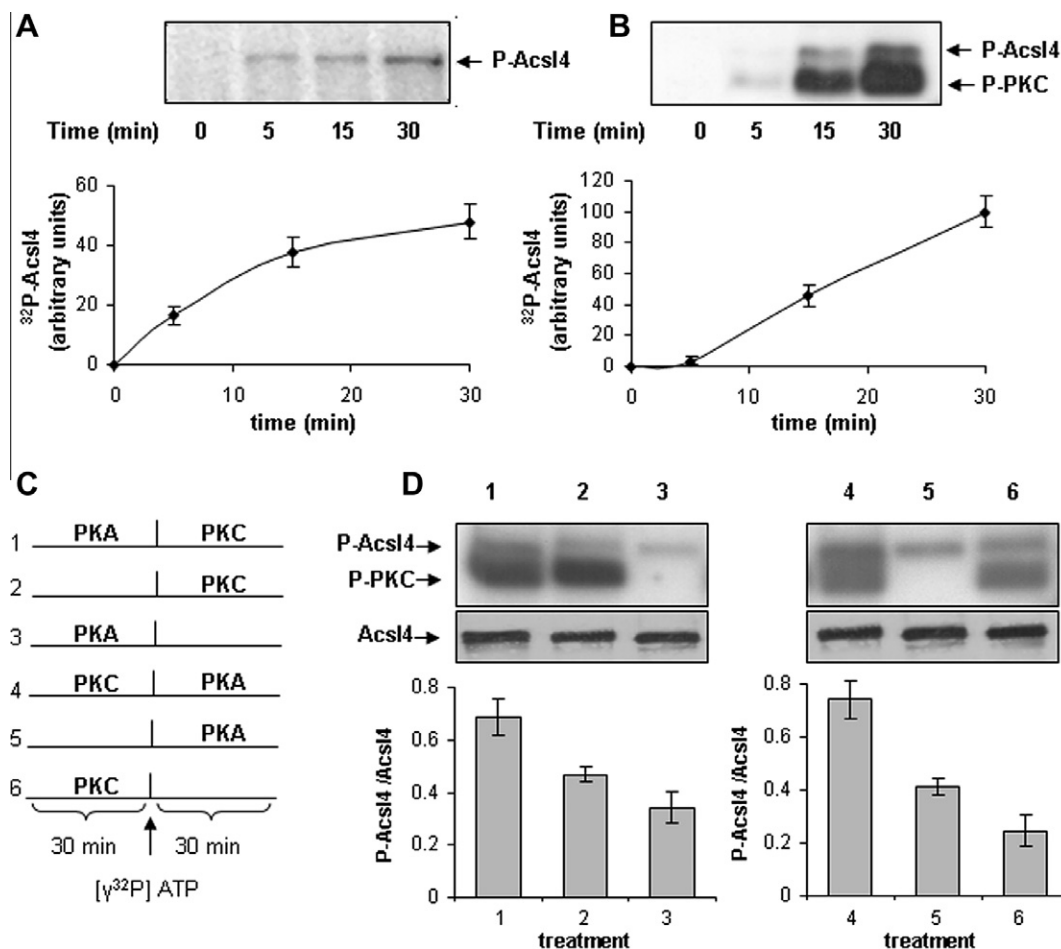 A
P-Acsl4
Time (min) 0 5 15 30
60
40
20
0
³²P-Acsl4
(arbitrary units)
0 10 20 30
time (min)
B
P-Acsl4
P-PKC
Time (min) 0 5 15 30
120
100
80
60
40
20
0
³²P-Acsl4
(arbitrary units)
0 10 20 30
time (min)
C
1 PKA PKC
2 PKC
3 PKA
4 PKC PKA
5 PKA
6 PKC
30 min 30 min
[γ³²P] ATP
D
1 2 3
P-Acsl4
P-PKC
Acsl4
0.8
0.6
0.4
0.2
0
P-Acsl4 /Acsl4
1 2 3
treatment
4 5 6
0.8
0.6
0.4
0.2
0
P-Acsl4 /Acsl4
4 5 6
treatment